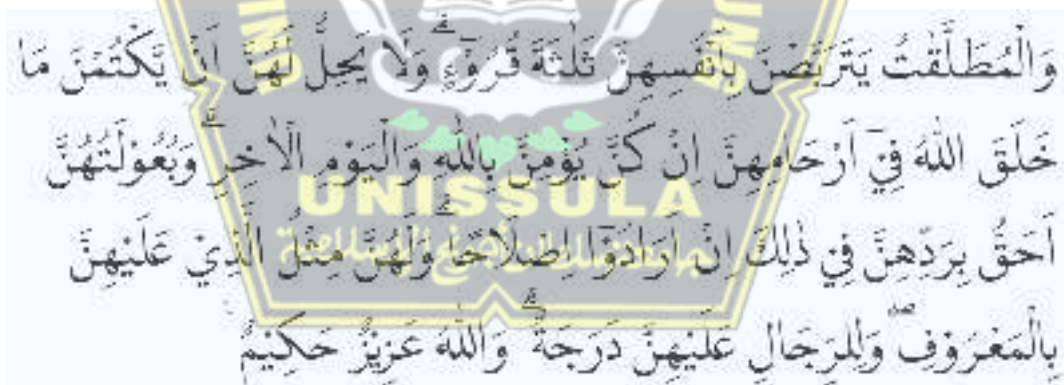 وَالْمُطَلَّقٰتُ يَتَرَبَّصْنَ بِاَنْفُسِهِنَّ ثَلٰثَةَ قُرُوْۤءٍۗ وَلَا يَحِلُّ لَهُنَّ اَنْ يَّكْتُمْنَ مَا
خَلَقَ اللّٰهُ فِيْٓ اَرْحَامِهِنَّ اِنْ كُنَّ يُؤْمِنَّ بِاللّٰهِ وَالْيَوْمِ الْاٰخِرِۗ وَبُعُوْلَتُهُنَّ
UNISSULA
اَحَقُّ بِرَدِّهِنَّ فِيْ ذٰلِكَ اِنْ اَرَادُوْٓا اِصْلَاحًاۗ وَلَهُنَّ مِثْلُ الَّذِيْ عَلَيْهِنَّ
بِالْمَعْرُوْفِۖ وَلِلرِّجَالِ عَلَيْهِنَّ دَرَجَةٌۗ وَاللّٰهُ عَزِيْزٌ حَكِيْمٌ